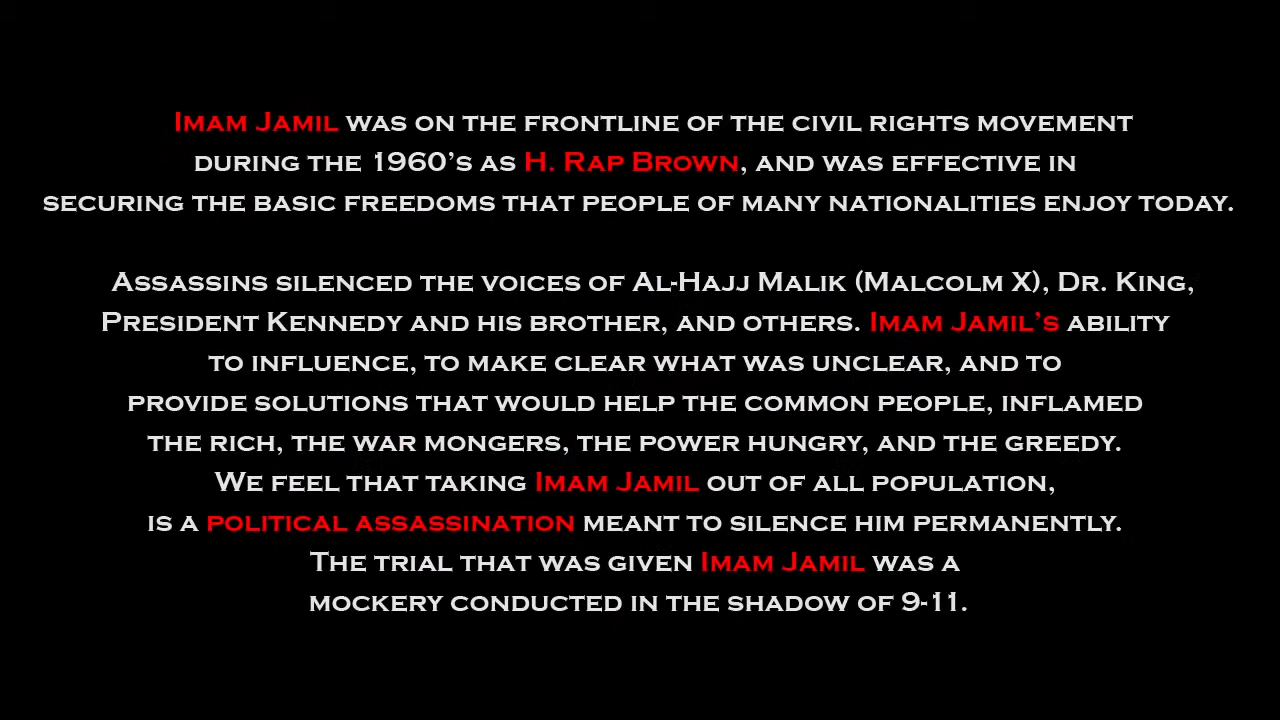 Imam Jamil was on the frontline of the civil rights movement
during the 1960's as H. Rap Brown, and was effective in
securing the basic freedoms that people of many nationalities enjoy today.
Assassins silenced the voices of Al-Hajj Malik (Malcolm X), Dr. King,
President Kennedy and his brother, and others. Imam Jamil's ability
to influence, to make clear what was unclear, and to
provide solutions that would help the common people, inflamed
the rich, the war mongers, the power hungry, and the greedy.
We feel that taking Imam Jamil out of all population,
is a political assassination meant to silence him permanently.
The trial that was given Imam Jamil was a
mockery conducted in the shadow of 9-11.